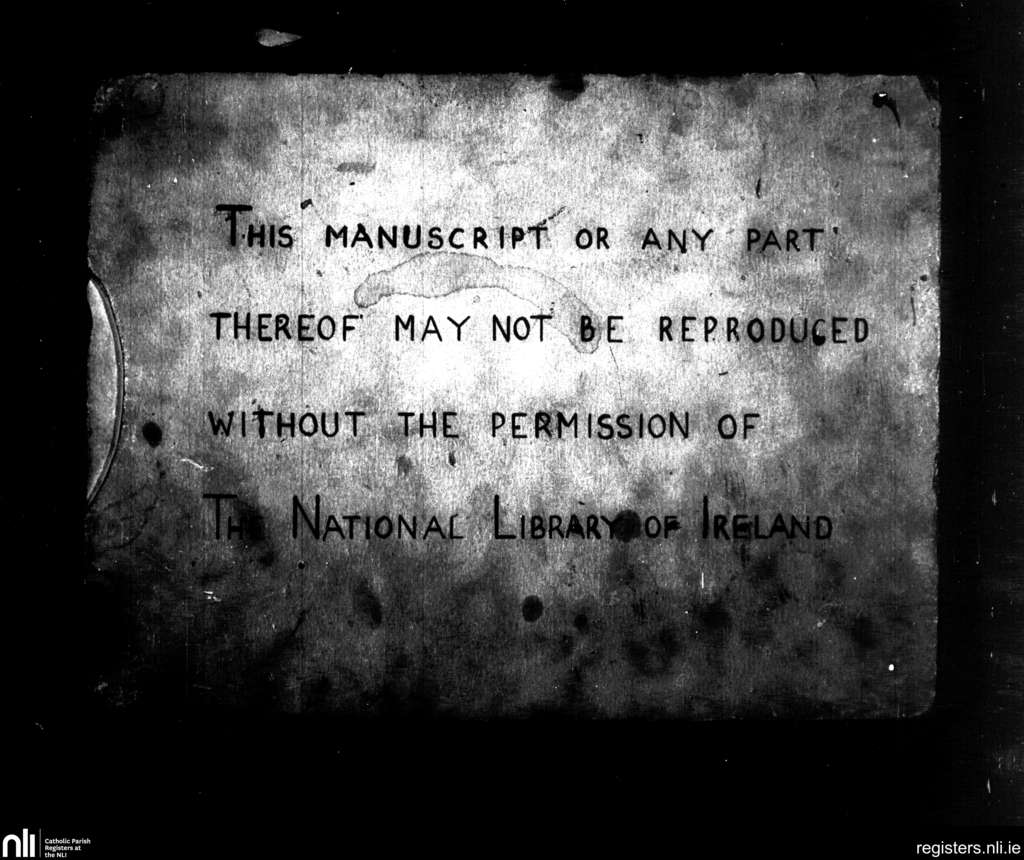 THIS MANUSCRIPT OR ANY PART
THEREOF MAY NOT BE REPRODUCED
WITHOUT THE PERMISSION OF
THE NATIONAL LIBRARY OF IRELAND
nli
Catholic Parish
Registers at
the NLI
registers.nli.ie